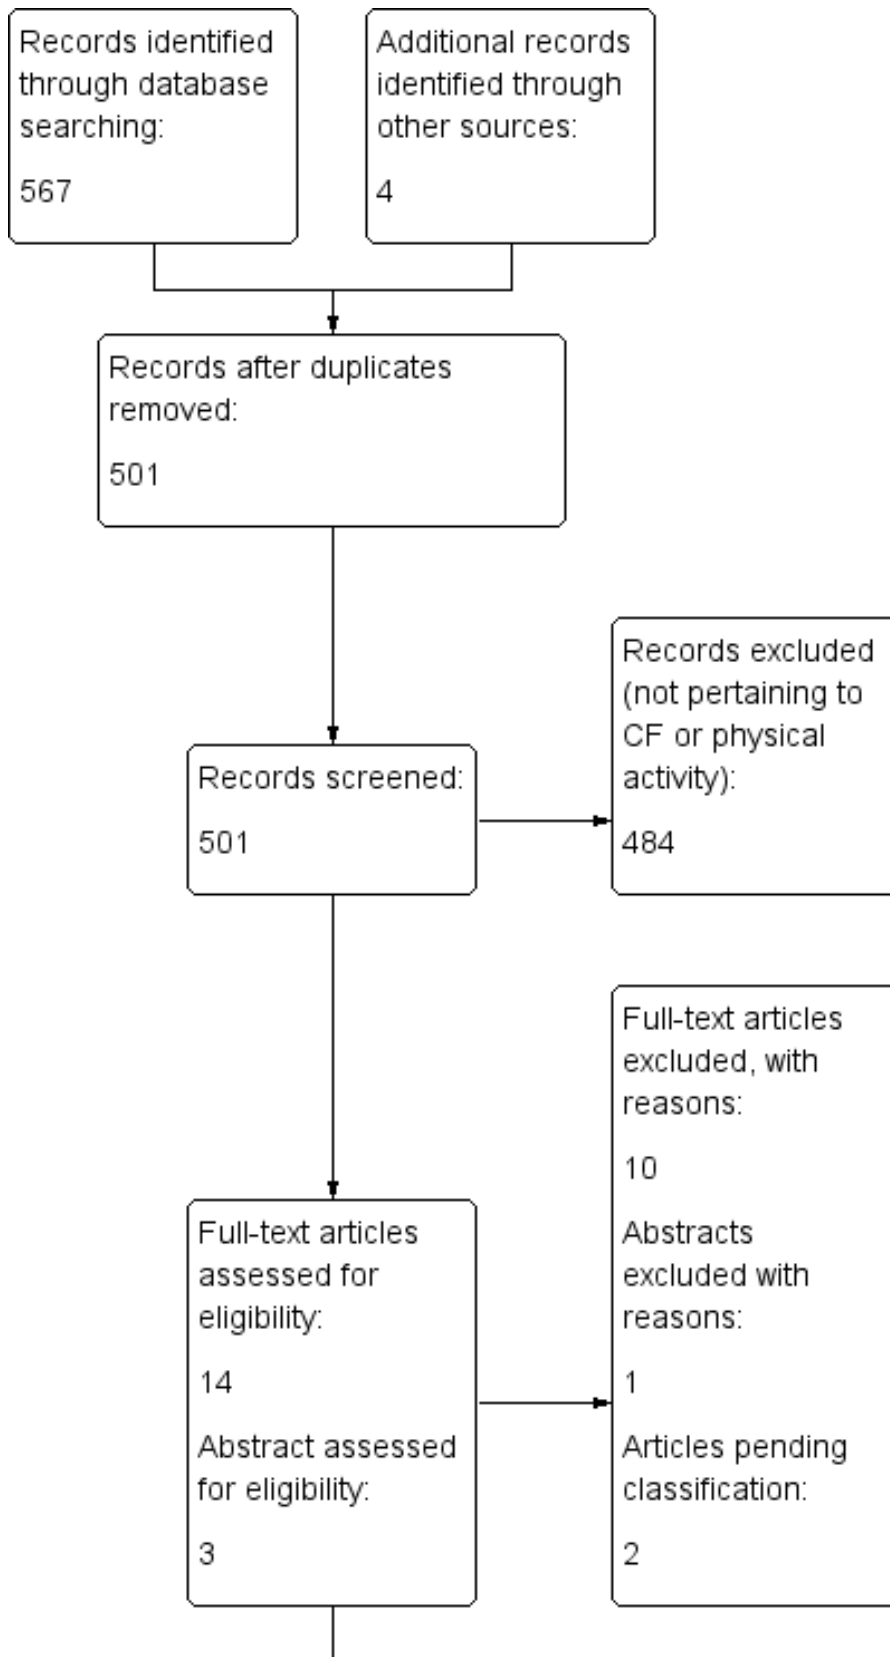 Records identified
through database
searching:
567
Additional records
identified through
other sources:
4
Records after duplicates
removed:
501
Records screened:
501
Records excluded
(not pertaining to
CF or physical
activity):
484
Full-text articles
assessed for
eligibility:
14
Abstract assessed
for eligibility:
3
Full-text articles
excluded, with
reasons:
10
Abstracts
excluded with
reasons:
1
Articles pending
classification:
2